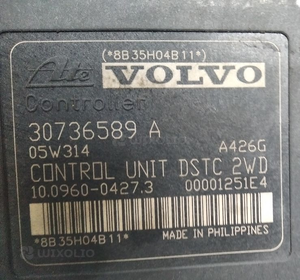 (*8B35H04B11*)
Ate VOLVO
Controller
30736589 A
05W314 A426G
CONTROL UNIT DSTC 2WD
10.0960-0427.3 00001251E4
*8B35H04B11*
MADE IN PHILIPPINES
wixolio